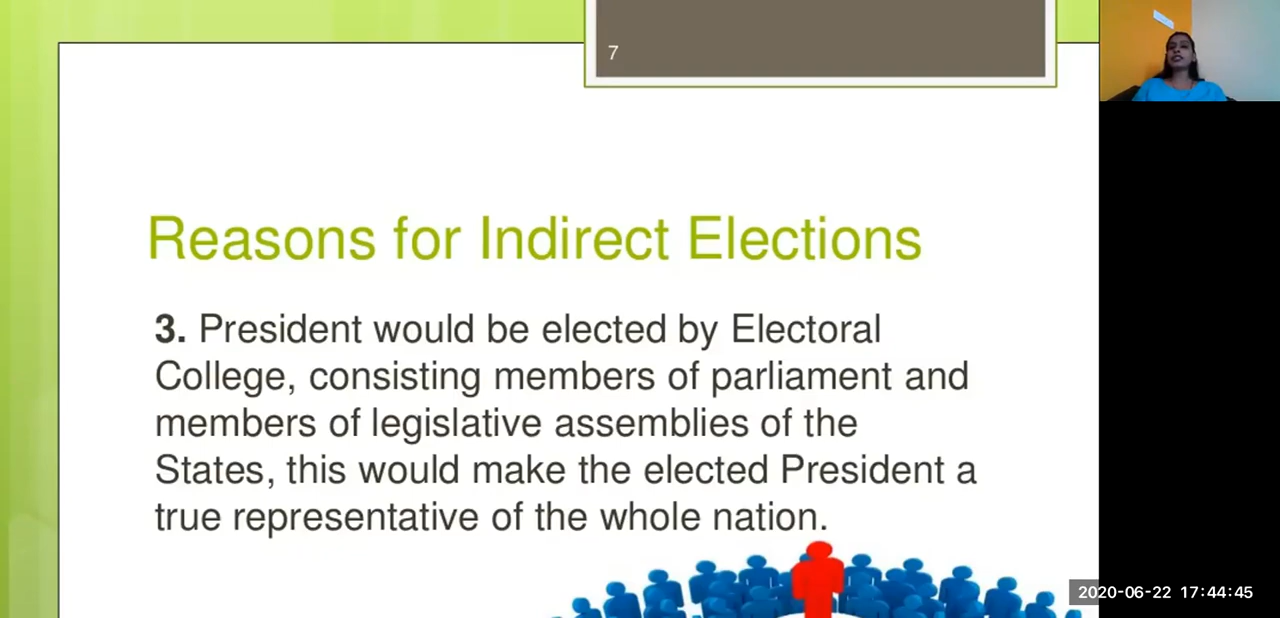 7
Reasons for Indirect Elections
3. President would be elected by Electoral
College, consisting members of parliament and
members of legislative assemblies of the
States, this would make the elected President a
true representative of the whole nation.
2020-06-22 17:44:45